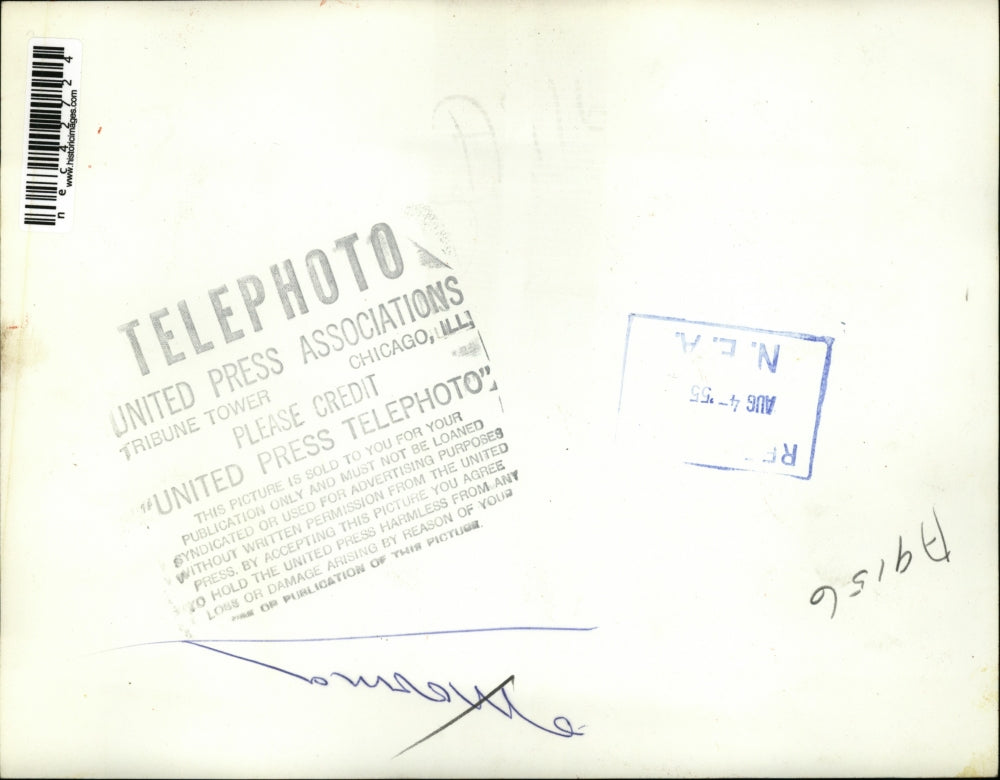 nec42724
www.historicimages.com
TELEPHOTO
UNITED PRESS ASSOCIATIONS
TRIBUNE TOWER CHICAGO, ILL.
PLEASE CREDIT
"UNITED PRESS TELEPHOTO"
THIS PICTURE IS SOLD TO YOU FOR YOUR
PUBLICATION ONLY AND MUST NOT BE LOANED
SYNDICATED OR USED FOR ADVERTISING PURPOSES
WITHOUT WRITTEN PERMISSION FROM THE UNITED
PRESS. BY ACCEPTING THIS PICTURE YOU AGREE
TO HOLD THE UNITED PRESS HARMLESS FROM ANY
LOSS OR DAMAGE ARISING BY REASON OF YOUR
OR PUBLICATION OF THIS PICTURE.
AUG 4-'55
N. E. A.
A9156